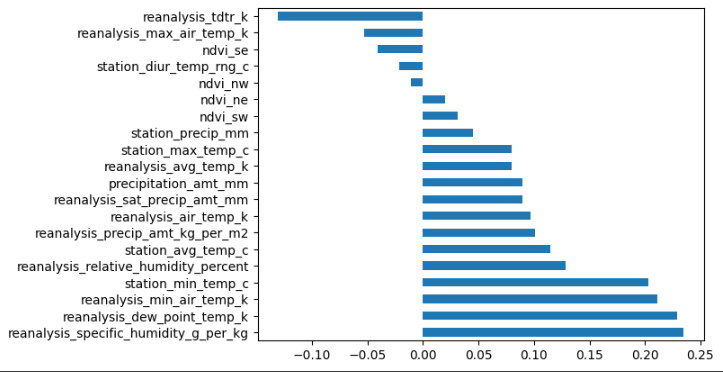 reanalysis_tdtr_k
reanalysis_max_air_temp_k
ndvi_se
station_diur_temp_rng_c
ndvi_nw
ndvi_ne
ndvi_sw
station_precip_mm
station_max_temp_c
reanalysis_avg_temp_k
precipitation_amt_mm
reanalysis_sat_precip_amt_mm
reanalysis_air_temp_k
reanalysis_precip_amt_kg_per_m2
station_avg_temp_c
reanalysis_relative_humidity_percent
station_min_temp_c
reanalysis_min_air_temp_k
reanalysis_dew_point_temp_k
reanalysis_specific_humidity_g_per_kg
−0.10 −0.05 0.00 0.05 0.10 0.15 0.20 0.25